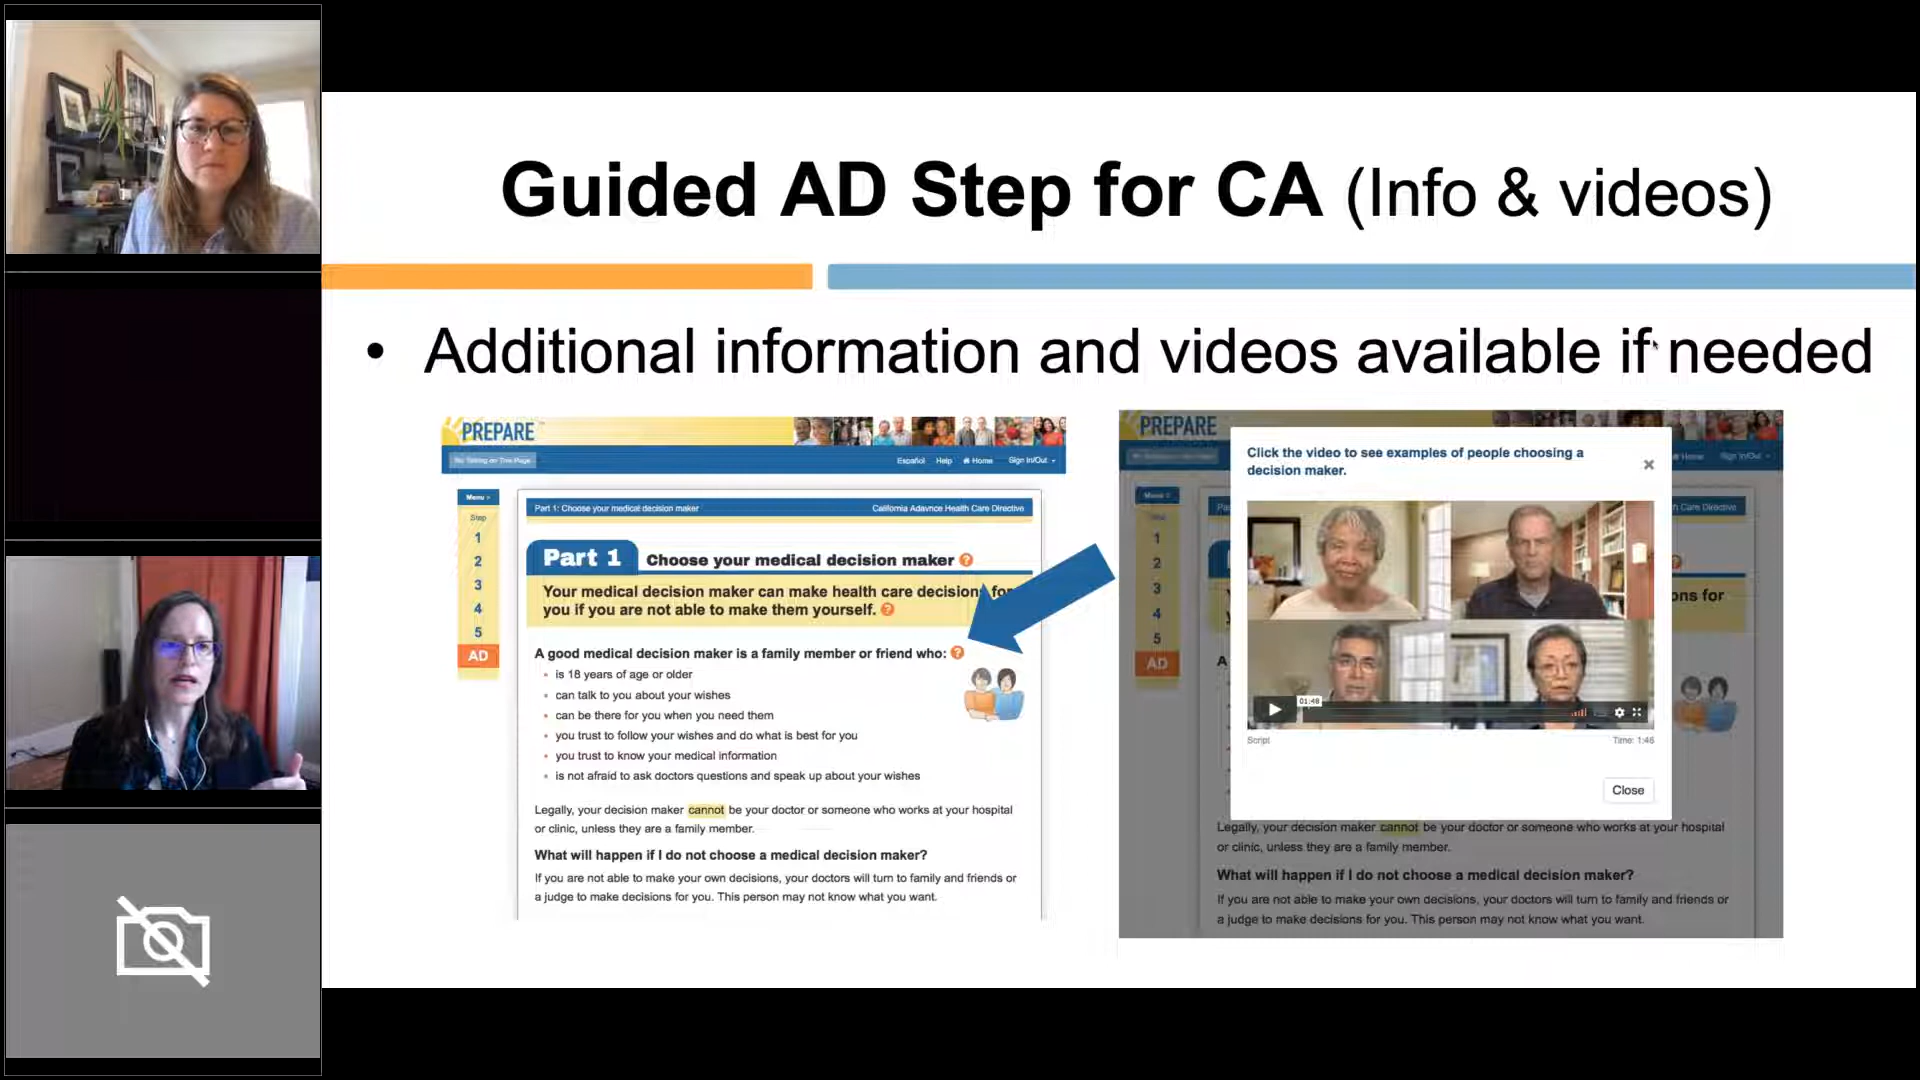 Guided AD Step for CA (Info & videos)
• Additional information and videos available if needed
PREPARE
Español Help Home Sign In/Out
Menu
Step
1
2
3
4
5
AD
Part 1: Choose your medical decision maker California Adavnce Health Care Directive
Part 1 Choose your medical decision maker ?
Your medical decision maker can make health care decisions for
you if you are not able to make them yourself. ?
A good medical decision maker is a family member or friend who: ?
• is 18 years of age or older
• can talk to you about your wishes
• can be there for you when you need them
• you trust to follow your wishes and do what is best for you
• you trust to know your medical information
• is not afraid to ask doctors questions and speak up about your wishes
Legally, your decision maker cannot be your doctor or someone who works at your hospital
or clinic, unless they are a family member.
What will happen if I do not choose a medical decision maker?
If you are not able to make your own decisions, your doctors will turn to family and friends or
a judge to make decisions for you. This person may not know what you want.
PREPARE
Home Sign In/Out
Menu
1
2
3
4
5
AD
Care Directive
ons for
A
Click the video to see examples of people choosing a
decision maker.
01:48
Script Time: 1:46
Close
Legally, your decision maker cannot be your doctor or someone who works at your hospital
or clinic, unless they are a family member.
What will happen if I do not choose a medical decision maker?
If you are not able to make your own decisions, your doctors will turn to family and friends or
a judge to make decisions for you. This person may not know what you want.